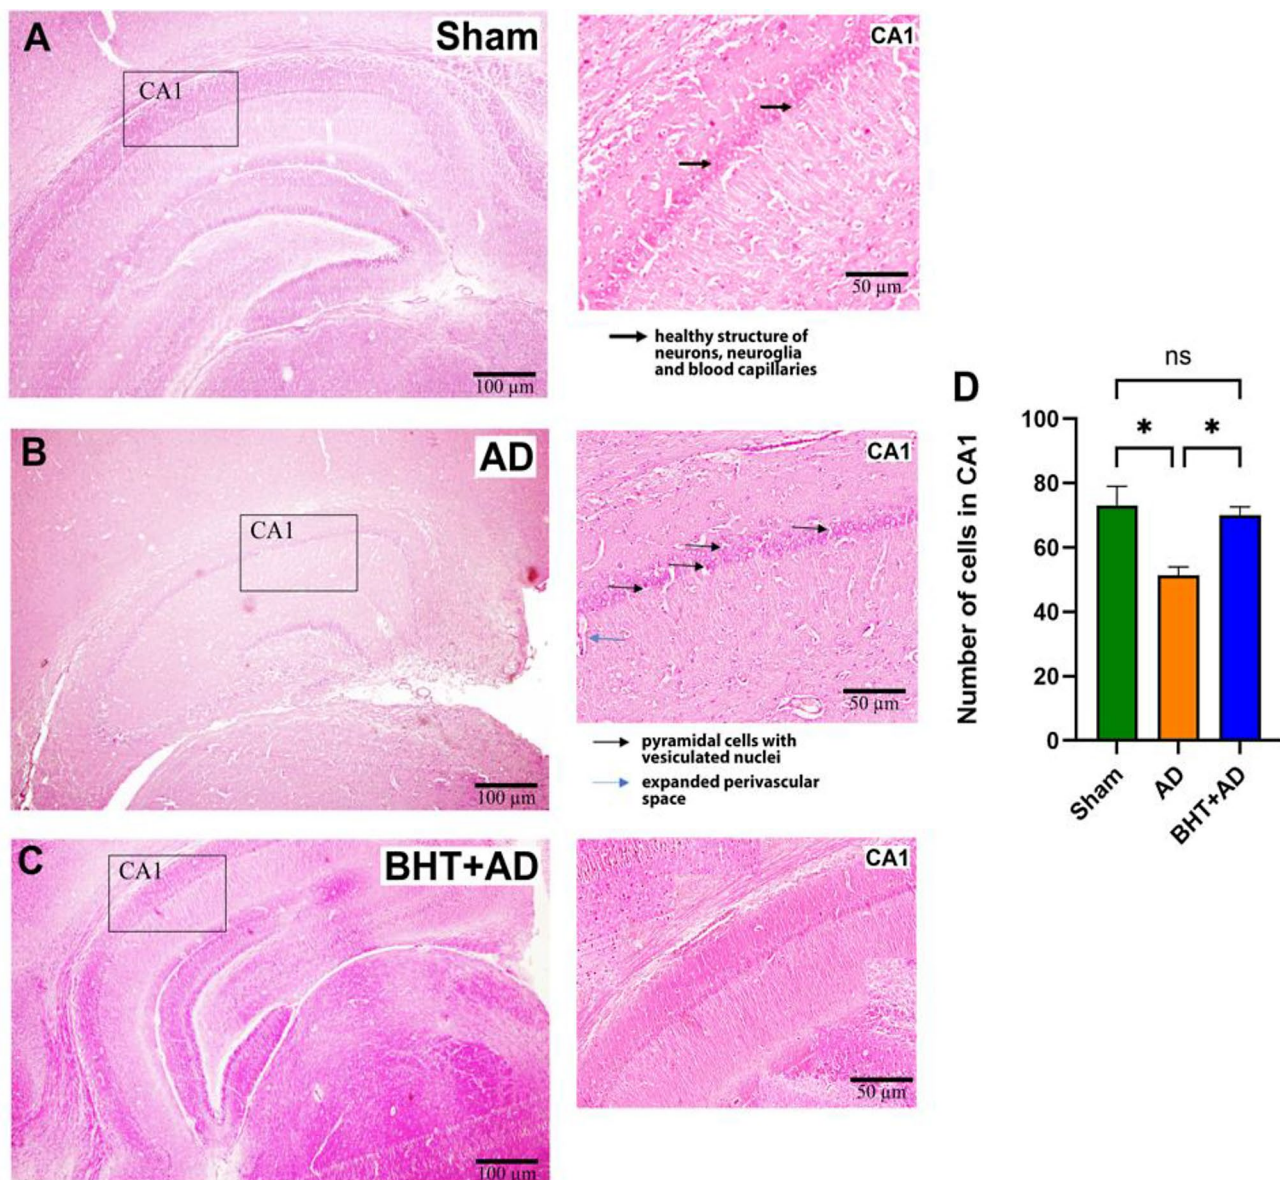 A
Sham
CA1
100 µm
CA1
50 µm
healthy structure of
neurons, neuroglia
and blood capillaries
B
AD
CA1
100 µm
CA1
50 µm
pyramidal cells with
vesiculated nuclei
expanded perivascular
space
C
BHT+AD
CA1
100 µm
CA1
50 µm
D
ns
* *
Number of cells in CA1
100
80
60
40
20
0
Sham
AD
BHT+AD